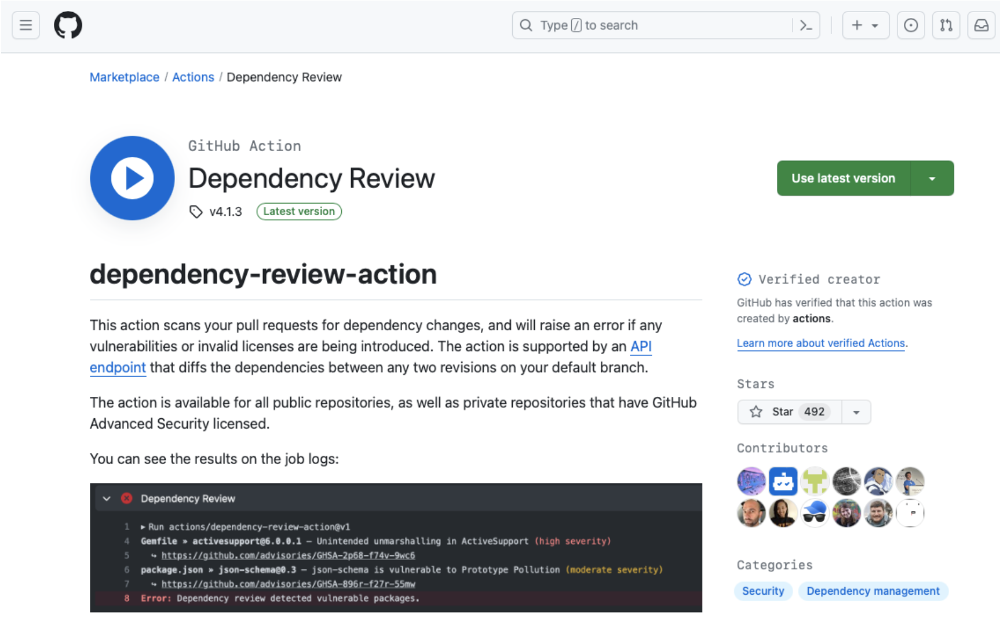 Type / to search
Marketplace / Actions / Dependency Review
GitHub Action
Dependency Review
v4.1.3 Latest version
Use latest version
dependency-review-action
This action scans your pull requests for dependency changes, and will raise an error if any
vulnerabilities or invalid licenses are being introduced. The action is supported by an API
endpoint that diffs the dependencies between any two revisions on your default branch.
The action is available for all public repositories, as well as private repositories that have GitHub
Advanced Security licensed.
You can see the results on the job logs:
Dependency Review
1 ▸ Run actions/dependency-review-action@v1
4 Gemfile » activesupport@6.0.0.1 – Unintended unmarshalling in ActiveSupport (high severity)
5 ↪ https://github.com/advisories/GHSA-2p68-f74v-9wc6
6 package.json » json-schema@0.3 – json-schema is vulnerable to Prototype Pollution (moderate severity)
7 ↪ https://github.com/advisories/GHSA-896r-f27r-55mw
8 Error: Dependency review detected vulnerable packages.
Verified creator
GitHub has verified that this action was
created by actions.
Learn more about verified Actions.
Stars
Star 492
Contributors
Categories
Security Dependency management